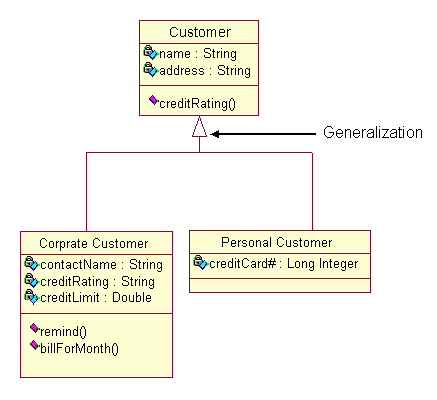 Customer
name : String
address : String
creditRating()
Generalization
Corprate Customer
contactName : String
creditRating : String
creditLimit : Double
remind()
billForMonth()
Personal Customer
creditCard# : Long Integer